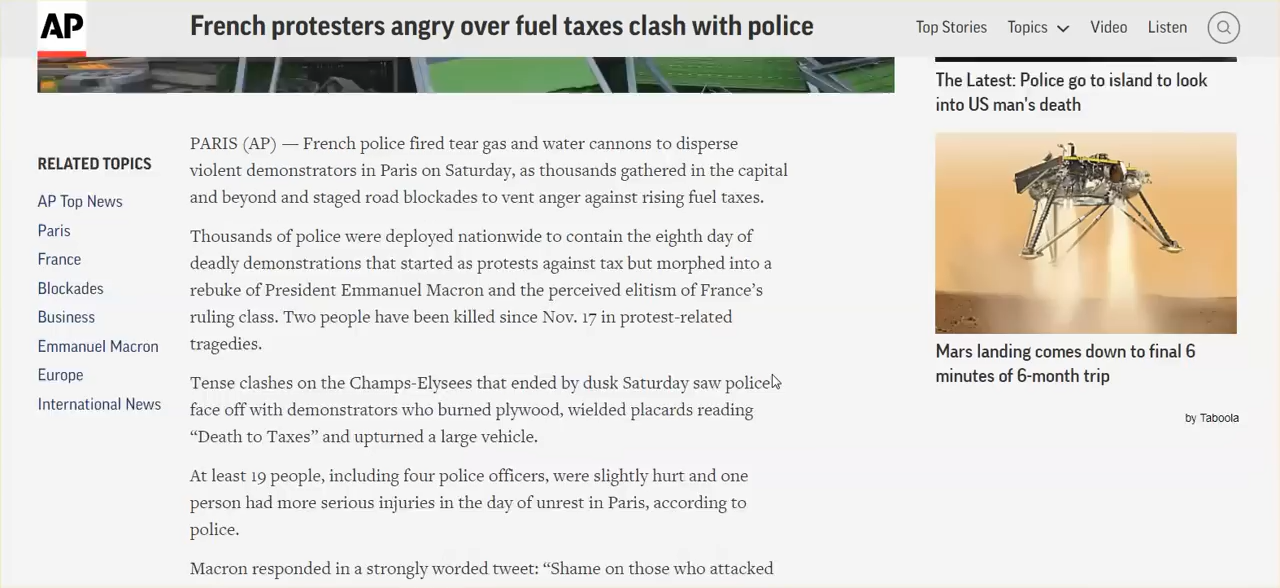 AP
French protesters angry over fuel taxes clash with police
Top Stories
Topics
Video
Listen
RELATED TOPICS
AP Top News
Paris
France
Blockades
Business
Emmanuel Macron
Europe
International News
PARIS (AP) — French police fired tear gas and water cannons to disperse
violent demonstrators in Paris on Saturday, as thousands gathered in the capital
and beyond and staged road blockades to vent anger against rising fuel taxes.
Thousands of police were deployed nationwide to contain the eighth day of
deadly demonstrations that started as protests against tax but morphed into a
rebuke of President Emmanuel Macron and the perceived elitism of France’s
ruling class. Two people have been killed since Nov. 17 in protest-related
tragedies.
Tense clashes on the Champs-Elysees that ended by dusk Saturday saw police
face off with demonstrators who burned plywood, wielded placards reading
“Death to Taxes” and upturned a large vehicle.
At least 19 people, including four police officers, were slightly hurt and one
person had more serious injuries in the day of unrest in Paris, according to
police.
Macron responded in a strongly worded tweet: “Shame on those who attacked
The Latest: Police go to island to look
into US man's death
Mars landing comes down to final 6
minutes of 6-month trip
by Taboola